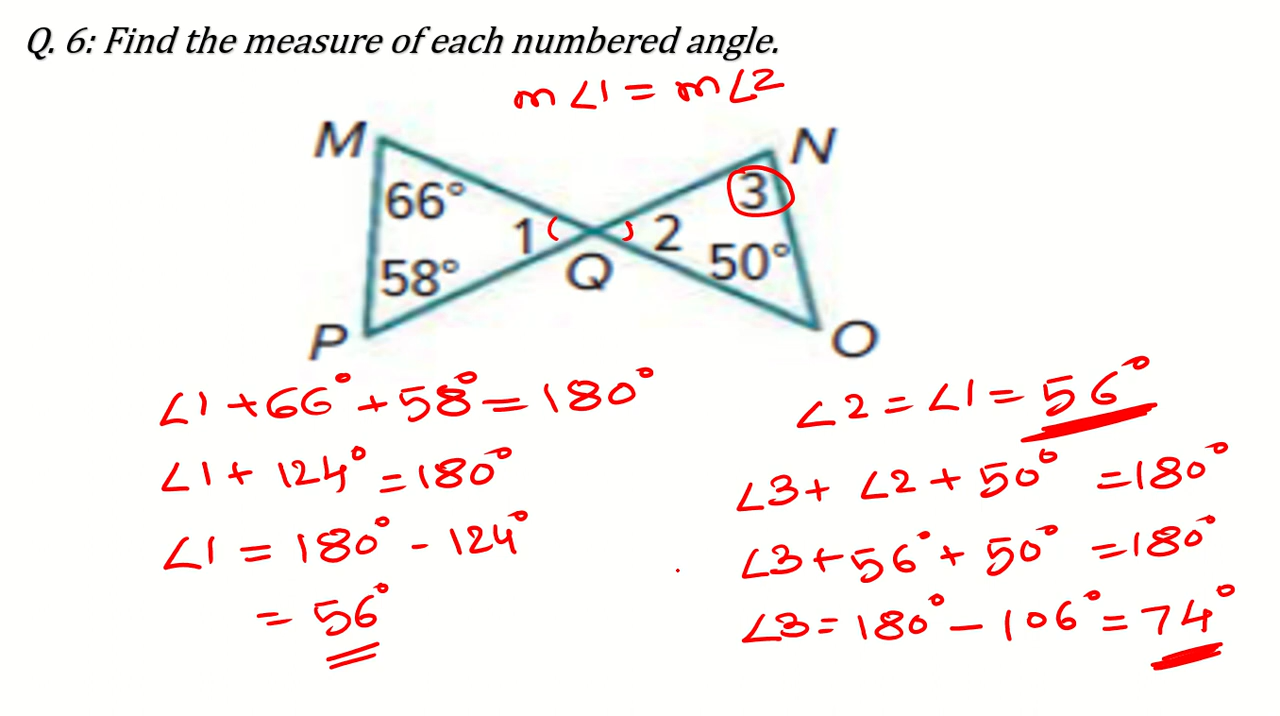 Q. 6: Find the measure of each numbered angle.
m∠1 = m∠2
M
N
66°
3
1
2
58°
Q
50°
P
O
∠1 + 66° + 58° = 180°
∠1 + 124° = 180°
∠1 = 180° - 124°
= 56°
∠2 = ∠1 = 56°
∠3 + ∠2 + 50° = 180°
∠3 + 56° + 50° = 180°
∠3 = 180° - 106° = 74°